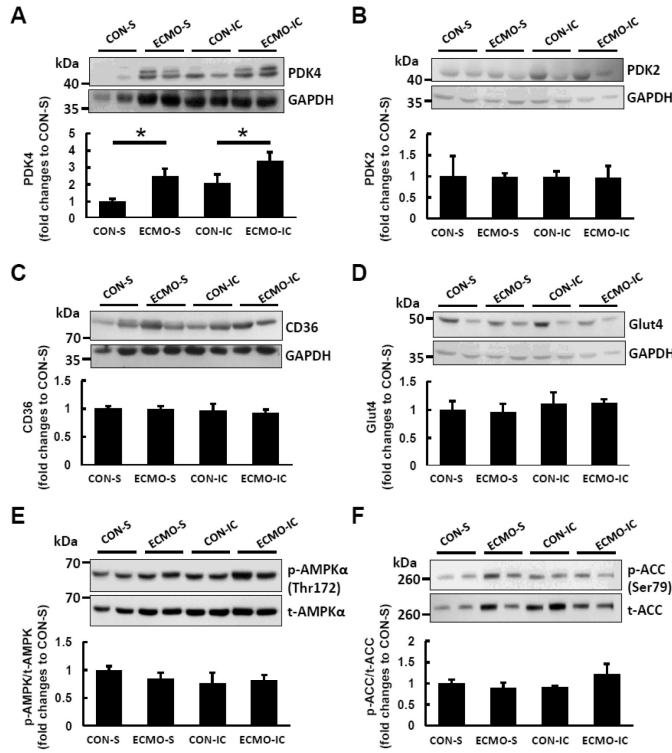 A
CON-S ECMO-S CON-IC ECMO-IC
kDa
40
PDK4
35
GAPDH
PDK4
(fold changes to CON-S)
5
4
3
2
1
0
* *
CON-S ECMO-S CON-IC ECMO-IC
B
CON-S ECMO-S CON-IC ECMO-IC
kDa
40
PDK2
35
GAPDH
PDK2
(fold changes to CON-S)
2
1.5
1
0.5
0
CON-S ECMO-S CON-IC ECMO-IC
C
CON-S ECMO-S CON-IC ECMO-IC
kDa
70
CD36
35
GAPDH
CD36
(fold changes to CON-S)
1.5
1
0.5
0
CON-S ECMO-S CON-IC ECMO-IC
D
CON-S ECMO-S CON-IC ECMO-IC
kDa
50
Glut4
35
GAPDH
Glut4
(fold changes to CON-S)
1.5
1
0.5
0
CON-S ECMO-S CON-IC ECMO-IC
E
CON-S ECMO-S CON-IC ECMO-IC
kDa
70
p-AMPKα
(Thr172)
70
t-AMPKα
p-AMPK/t-AMPK
(fold changes to CON-S)
1.5
1
0.5
0
CON-S ECMO-S CON-IC ECMO-IC
F
CON-S ECMO-S CON-IC ECMO-IC
kDa
260
p-ACC
(Ser79)
260
t-ACC
p-ACC/t-ACC
(fold changes to CON-S)
2
1.5
1
0.5
0
CON-S ECMO-S CON-IC ECMO-IC